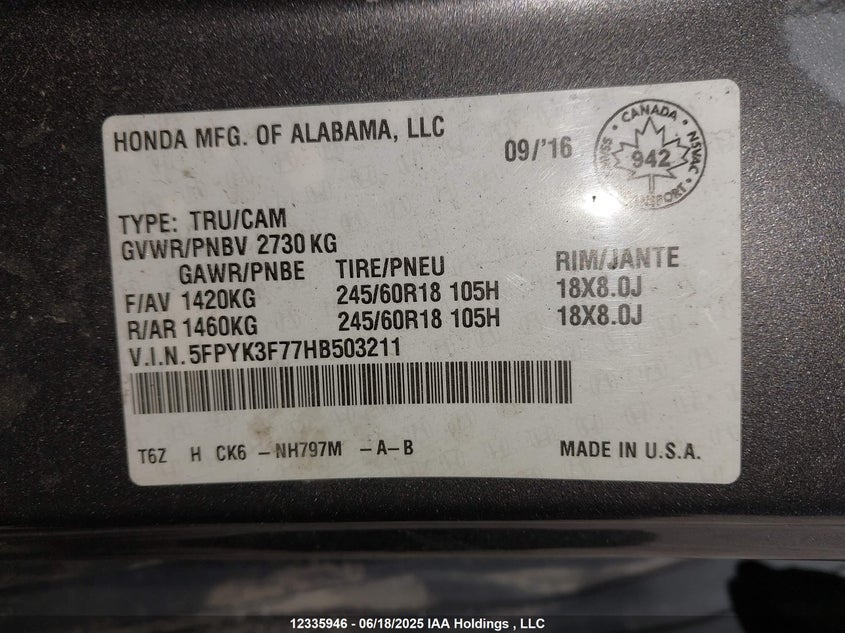 HONDA MFG. OF ALABAMA, LLC
09/'16
CANADA
942
NSVAC
TYPE: TRU/CAM
GVWR/PNBV 2730 KG
GAWR/PNBE TIRE/PNEU RIM/JANTE
F/AV 1420KG 245/60R18 105H 18X8.0J
R/AR 1460KG 245/60R18 105H 18X8.0J
V.I.N. 5FPYK3F77HB503211
T6Z H CK6 -NH797M -A-B MADE IN U.S.A.
12335946 - 06/18/2025 IAA Holdings , LLC